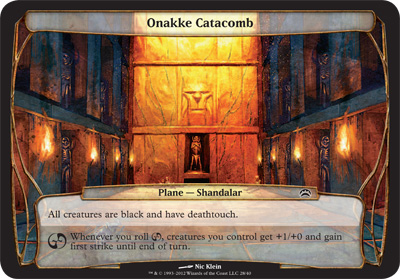 Onakke Catacomb
Plane — Shandalar
All creatures are black and have deathtouch.
Whenever you roll , creatures you control get +1/+0 and gain
first strike until end of turn.
Nic Klein
™ & © 1993–2012 Wizards of the Coast LLC 28/40